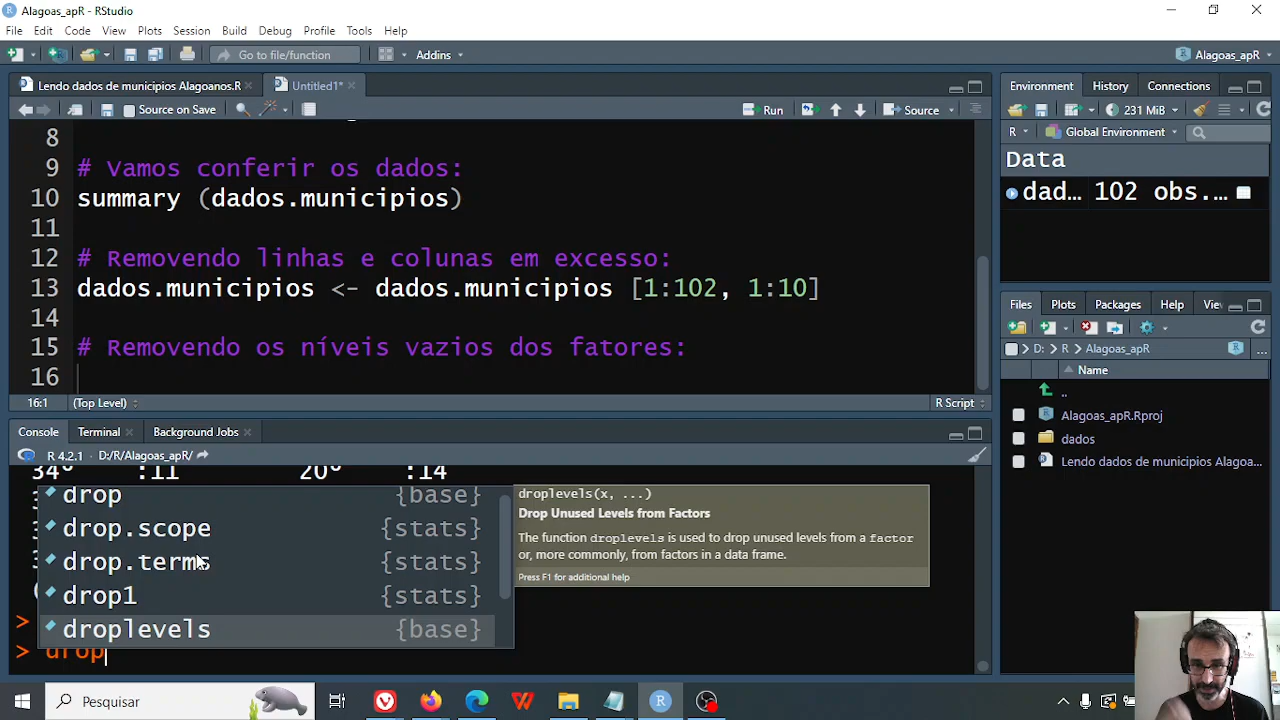 Alagoas_apR - RStudio
File Edit Code View Plots Session Build Debug Profile Tools Help
Go to file/function Addins Alagoas_apR
Lendo dados de municipios Alagoanos.R Untitled1*
Source on Save Run Source
8
9 # Vamos conferir os dados:
10 summary (dados.municipios)
11
12 # Removendo linhas e colunas em excesso:
13 dados.municipios <- dados.municipios [1:102, 1:10]
14
15 # Removendo os níveis vazios dos fatores:
16
16:1 (Top Level) R Script
Console Terminal Background Jobs
R 4.2.1 · D:/R/Alagoas_apR/
34º :11 20º :14
drop {base}
drop.scope {stats}
drop.terms {stats}
drop1 {stats}
droplevels {base}
droplevels(x, ...)
Drop Unused Levels from Factors
The function droplevels is used to drop unused levels from a factor
or, more commonly, from factors in a data frame.
Press F1 for additional help
>
> drop
Environment History Connections
231 MiB
R Global Environment
Data
dad… 102 obs.…
Files Plots Packages Help
D: R Alagoas_apR
Name
..
Alagoas_apR.Rproj
dados
Lendo dados de municipios Alagoa...
Pesquisar